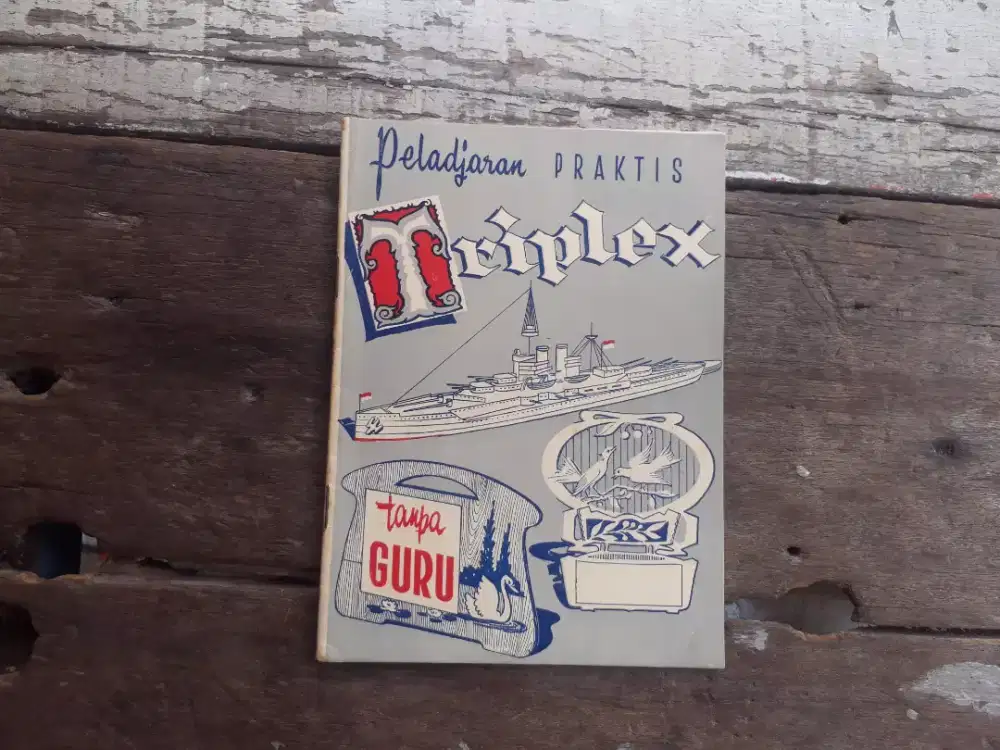 Peladjaran PRAKTIS
Triplex
tanpa
GURU